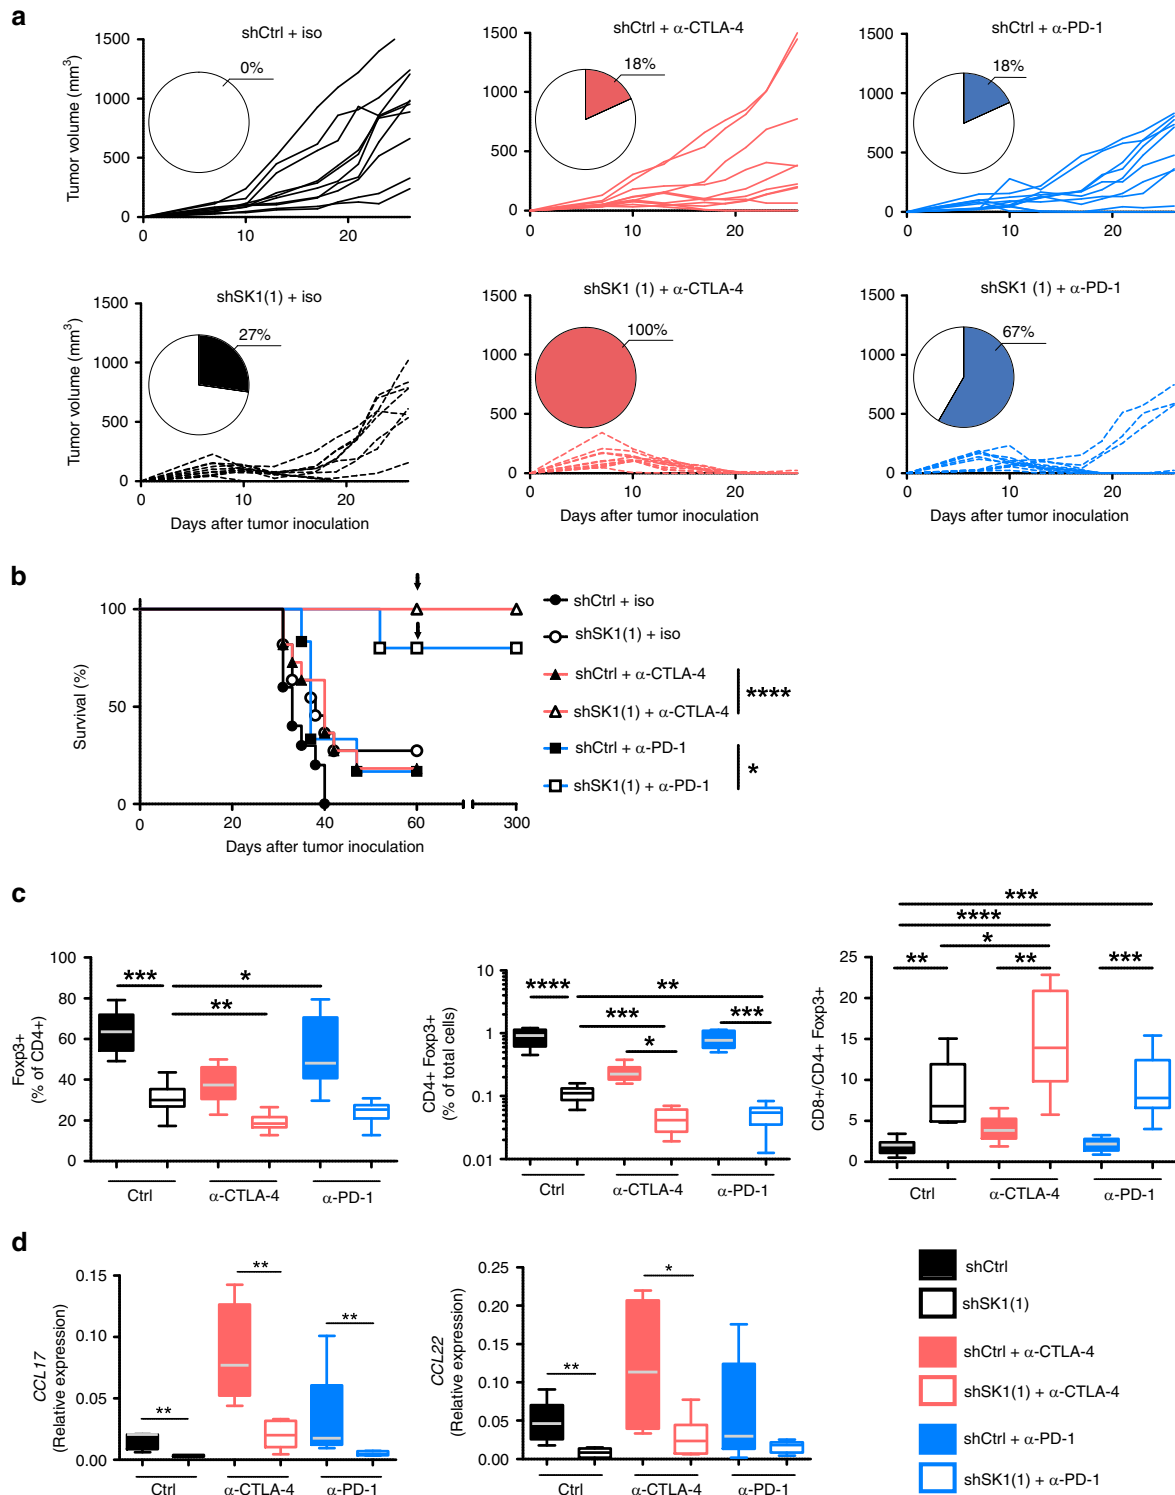 a
shCtrl + iso
shCtrl + α-CTLA-4
shCtrl + α-PD-1
Tumor volume (mm³)
1500
1000
500
0
0%
0
10
20
1500
1000
500
0
18%
0
10
20
1500
1000
500
0
18%
0
10
20
shSK1(1) + iso
shSK1 (1) + α-CTLA-4
shSK1 (1) + α-PD-1
Tumor volume (mm³)
1500
1000
500
0
27%
0
10
20
Days after tumor inoculation
1500
1000
500
0
100%
0
10
20
Days after tumor inoculation
1500
1000
500
0
67%
0
10
20
Days after tumor inoculation
b
Survival (%)
100
50
0
0
20
40
60
300
Days after tumor inoculation
shCtrl + iso
shSK1(1) + iso
shCtrl + α-CTLA-4
shSK1(1) + α-CTLA-4
****
shCtrl + α-PD-1
shSK1(1) + α-PD-1
*
c
Foxp3+
(% of CD4+)
100
80
60
40
20
0
***
*
**
Ctrl
α-CTLA-4
α-PD-1
CD4+ Foxp3+
(% of total cells)
10
1
0.1
0.01
****
**
***
***
*
Ctrl
α-CTLA-4
α-PD-1
CD8+/CD4+ Foxp3+
25
20
15
10
5
0
***
****
*
**
**
***
Ctrl
α-CTLA-4
α-PD-1
d
CCL17
(Relative expression)
0.15
0.10
0.05
0.00
**
**
**
Ctrl
α-CTLA-4
α-PD-1
CCL22
(Relative expression)
0.25
0.20
0.15
0.10
0.05
0.00
**
*
Ctrl
α-CTLA-4
α-PD-1
shCtrl
shSK1(1)
shCtrl + α-CTLA-4
shSK1(1) + α-CTLA-4
shCtrl + α-PD-1
shSK1(1) + α-PD-1